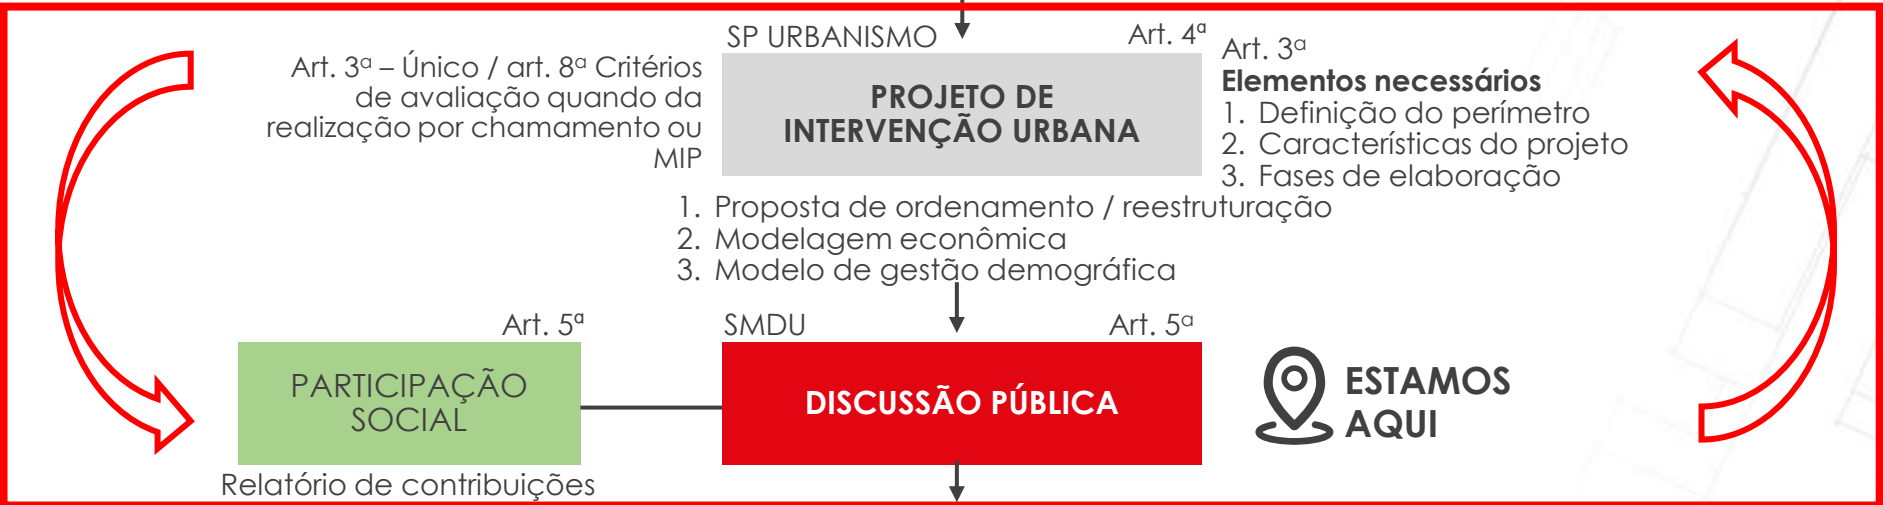 SP URBANISMO
Art. 4ª
PROJETO DE
INTERVENÇÃO URBANA
Art. 3ª – Único / art. 8ª Critérios
de avaliação quando da
realização por chamamento ou
MIP
Art. 3ª
Elementos necessários
1. Definição do perímetro
2. Características do projeto
3. Fases de elaboração
1. Proposta de ordenamento / reestruturação
2. Modelagem econômica
3. Modelo de gestão demográfica
Art. 5ª
PARTICIPAÇÃO
SOCIAL
Relatório de contribuições
SMDU
Art. 5ª
DISCUSSÃO PÚBLICA
ESTAMOS
AQUI